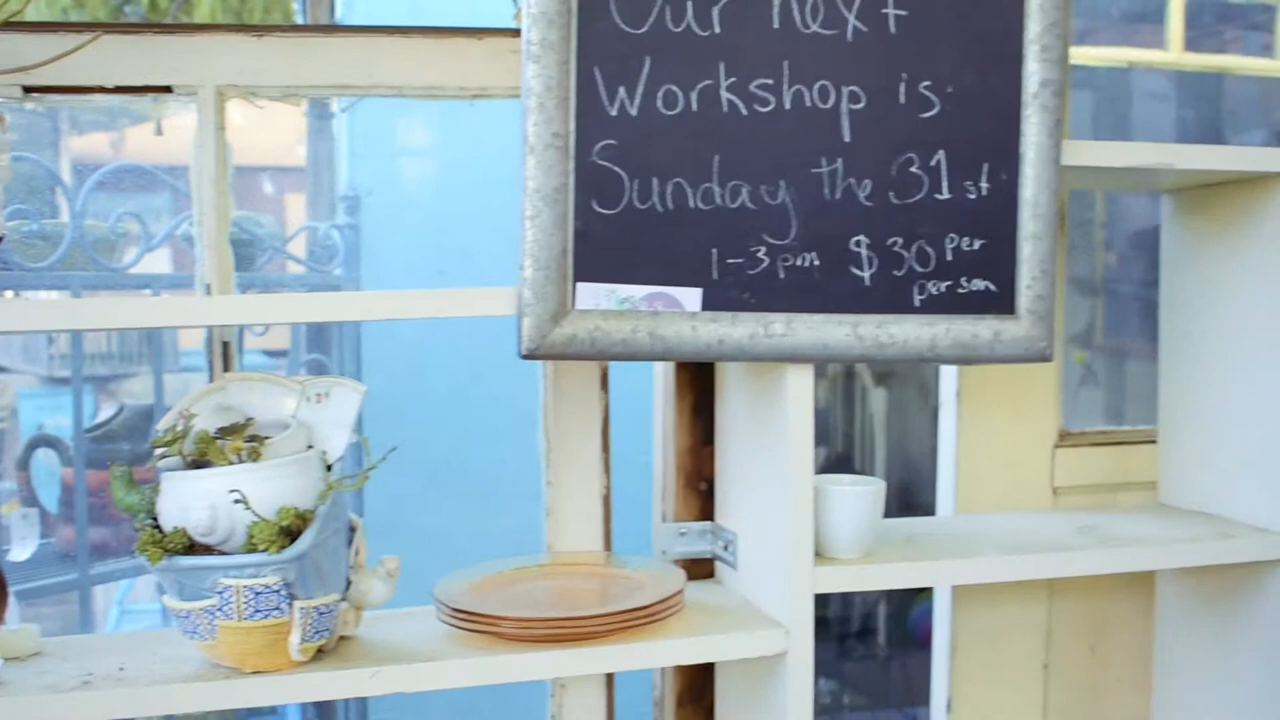 Our next
Workshop is:
Sunday the 31st
1-3pm $30 per
person